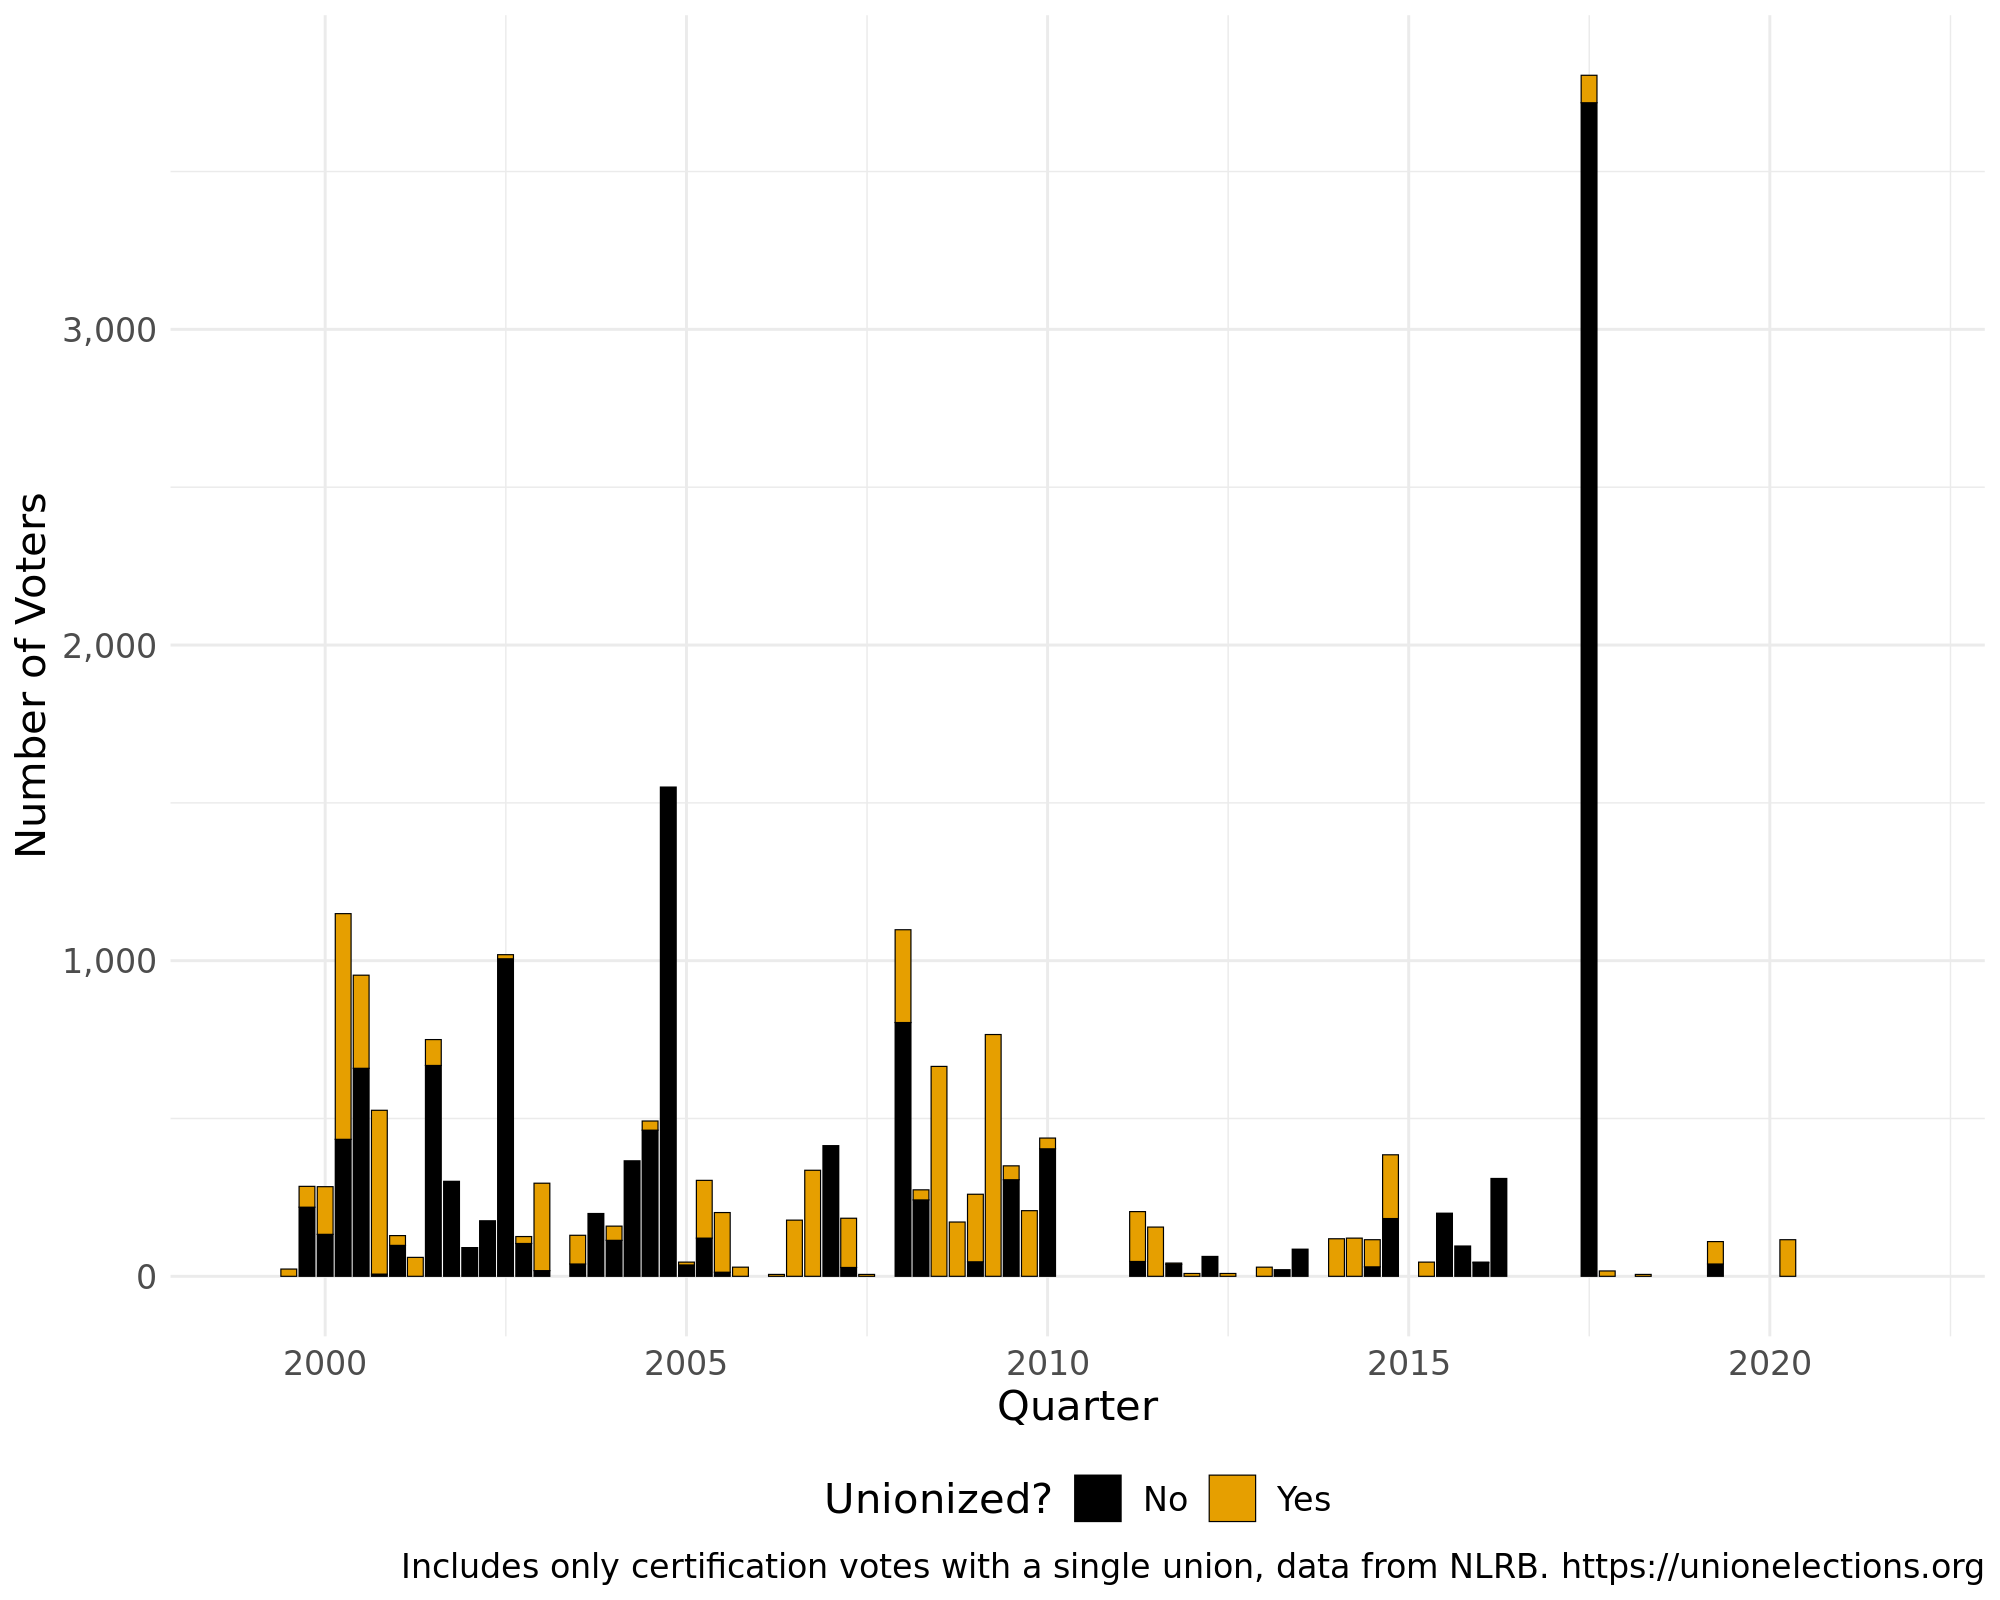 Number of Voters
3,000
2,000
1,000
0
2000 2005 2010 2015 2020
Quarter
Unionized? No Yes
Includes only certification votes with a single union, data from NLRB. https://unionelections.org